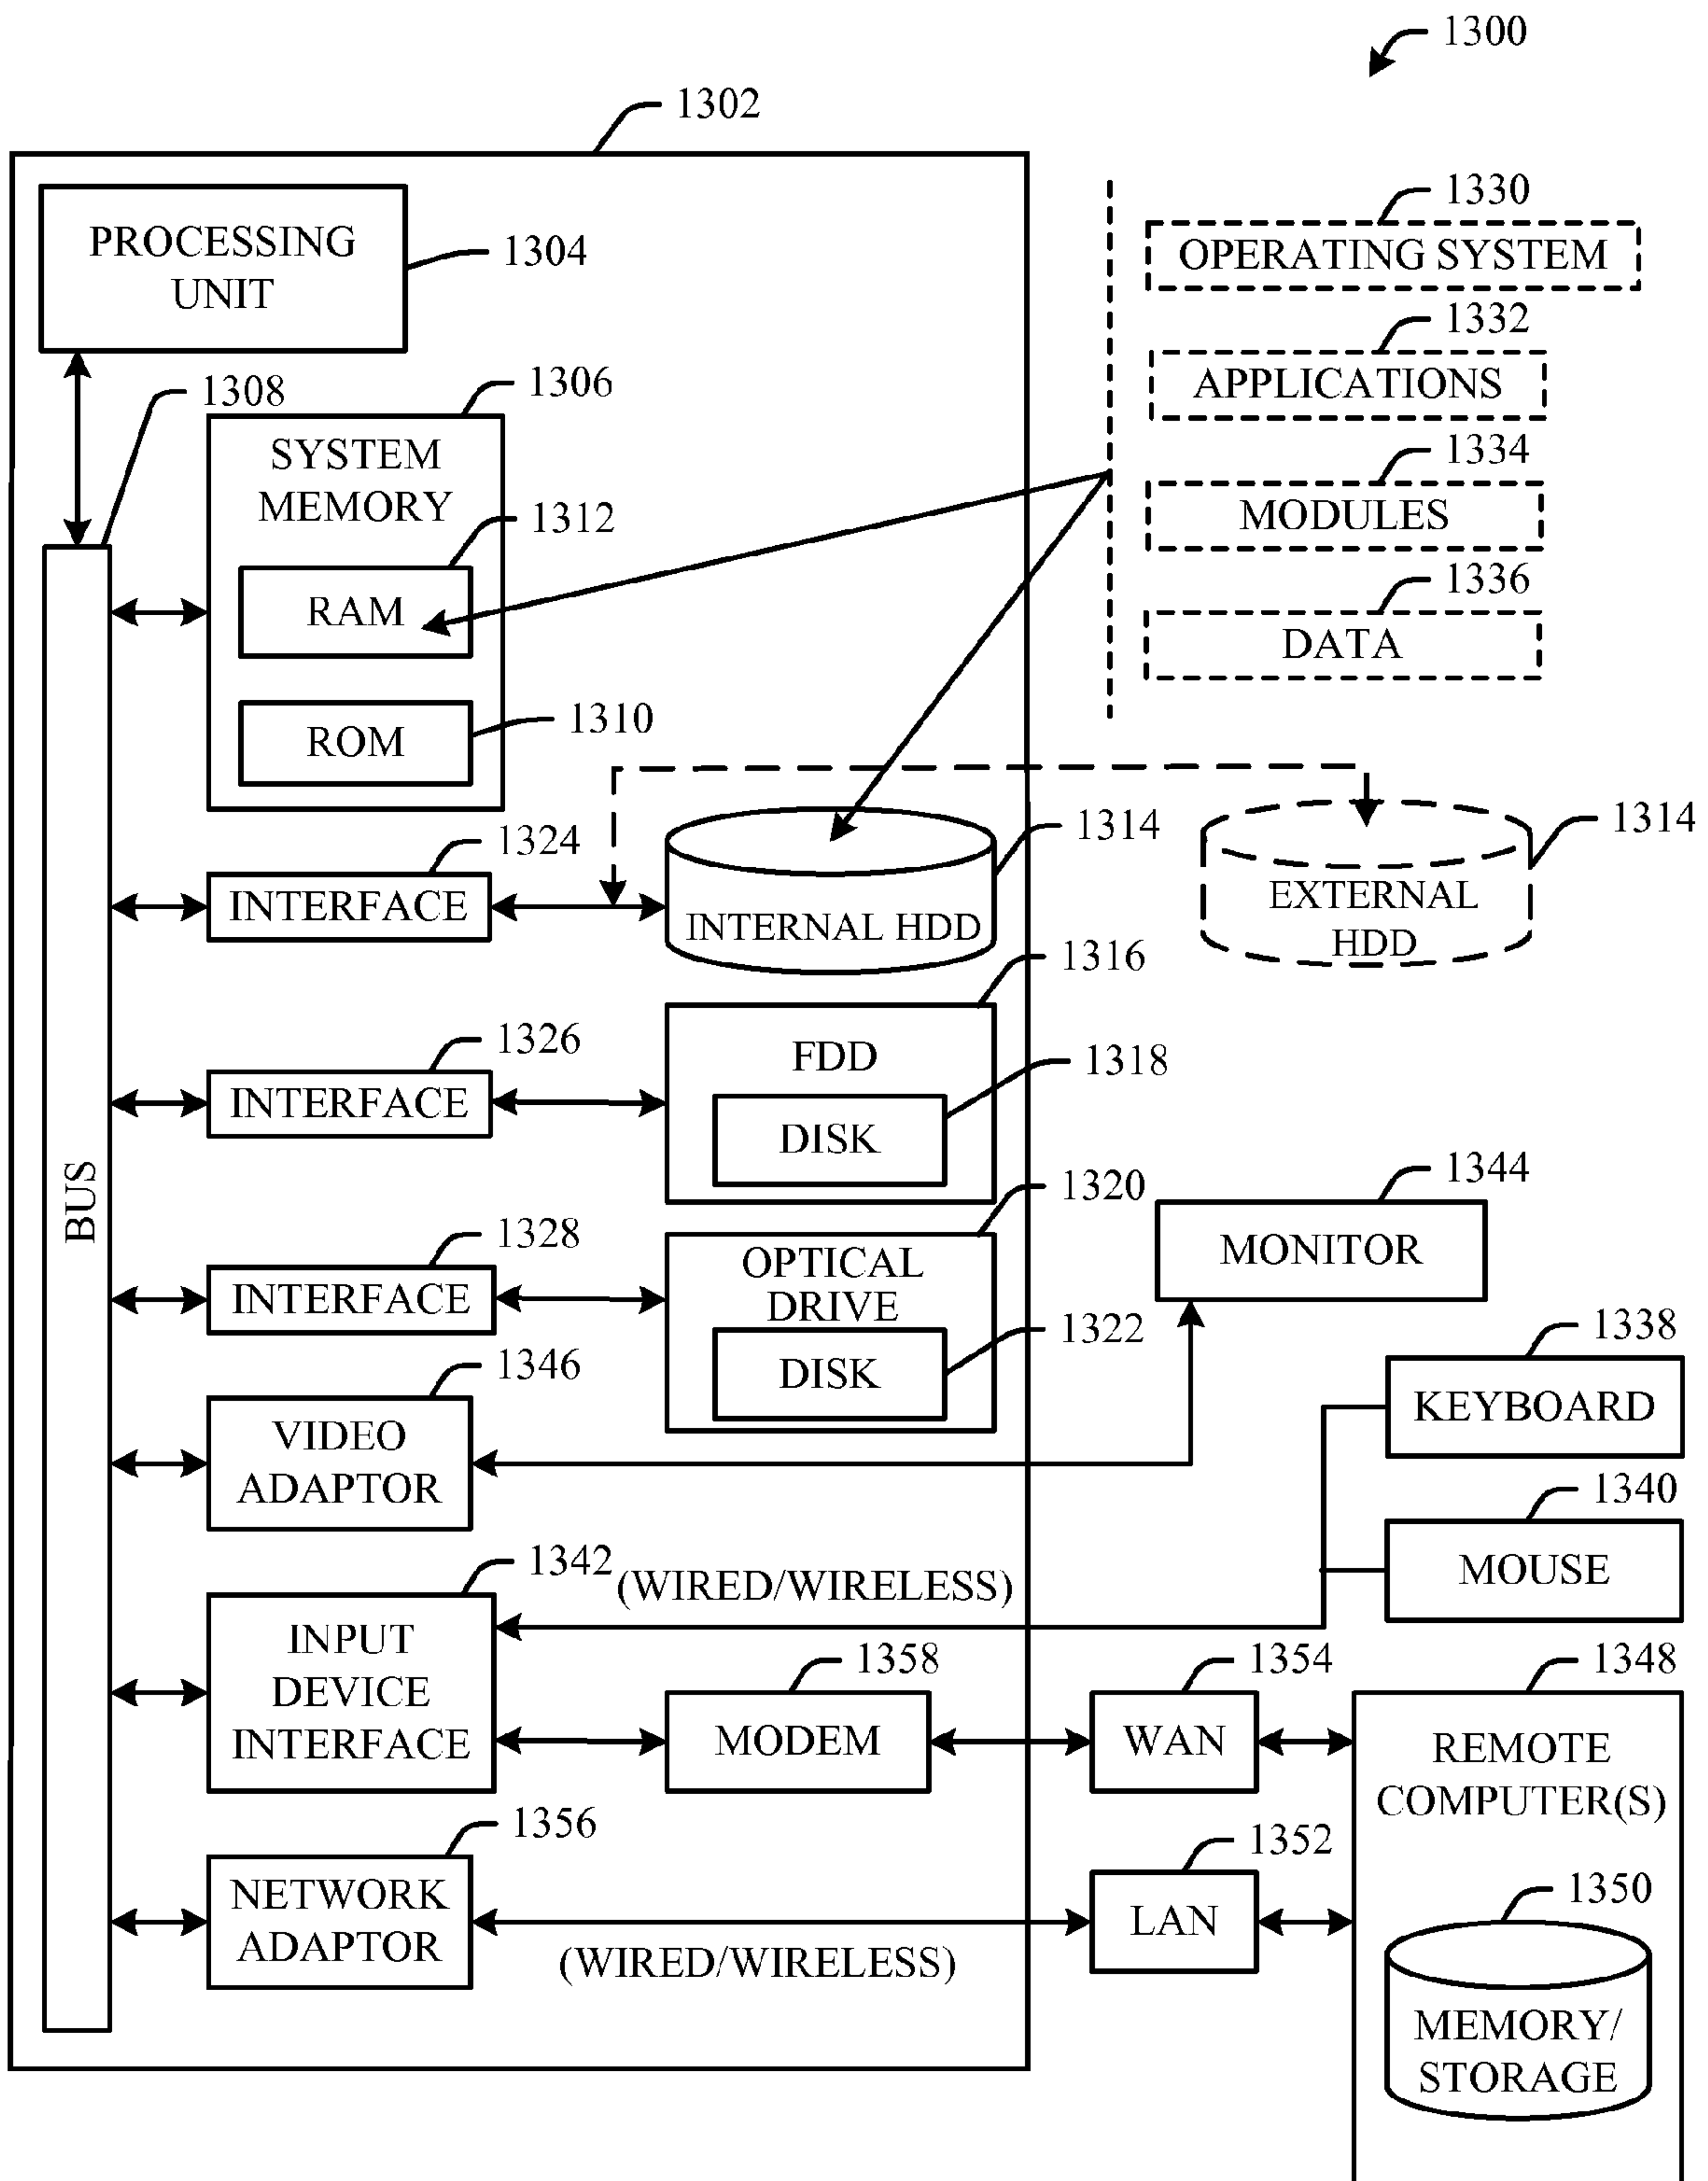 1300
1302
PROCESSING
UNIT
1304
1330
OPERATING SYSTEM
1332
APPLICATIONS
1334
MODULES
1336
DATA
1308
1306
SYSTEM
MEMORY
1312
RAM
1310
ROM
1324
INTERFACE
1314
INTERNAL HDD
1314
EXTERNAL
HDD
1316
FDD
1318
DISK
1326
INTERFACE
BUS
1320
OPTICAL
DRIVE
1322
DISK
1328
INTERFACE
1344
MONITOR
1346
VIDEO
ADAPTOR
1338
KEYBOARD
1340
MOUSE
1342
(WIRED/WIRELESS)
INPUT
DEVICE
INTERFACE
1358
MODEM
1354
WAN
1348
REMOTE
COMPUTER(S)
1356
NETWORK
ADAPTOR
(WIRED/WIRELESS)
1352
LAN
1350
MEMORY/
STORAGE